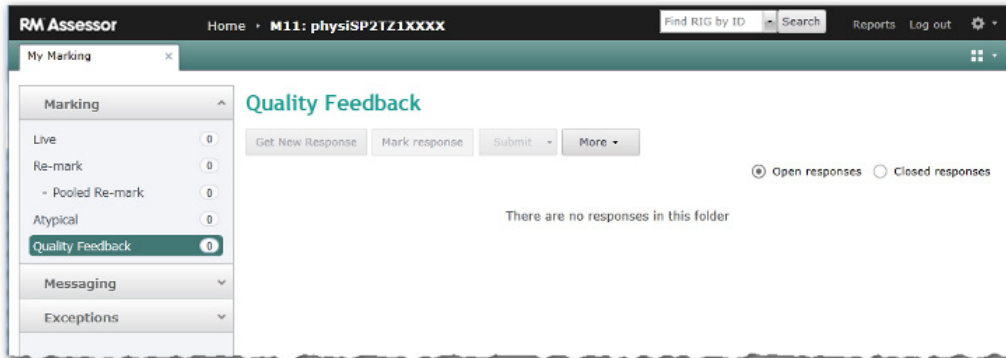 RM Assessor Home › M11: physiSP2TZ1XXXX Find RIG by ID Search Reports Log out
My Marking ×
Marking
Quality Feedback
Live 0
Get New Response Mark response Submit More
Re-mark 0
Open responses Closed responses
- Pooled Re-mark 0
Atypical 0
There are no responses in this folder
Quality Feedback 0
Messaging
Exceptions